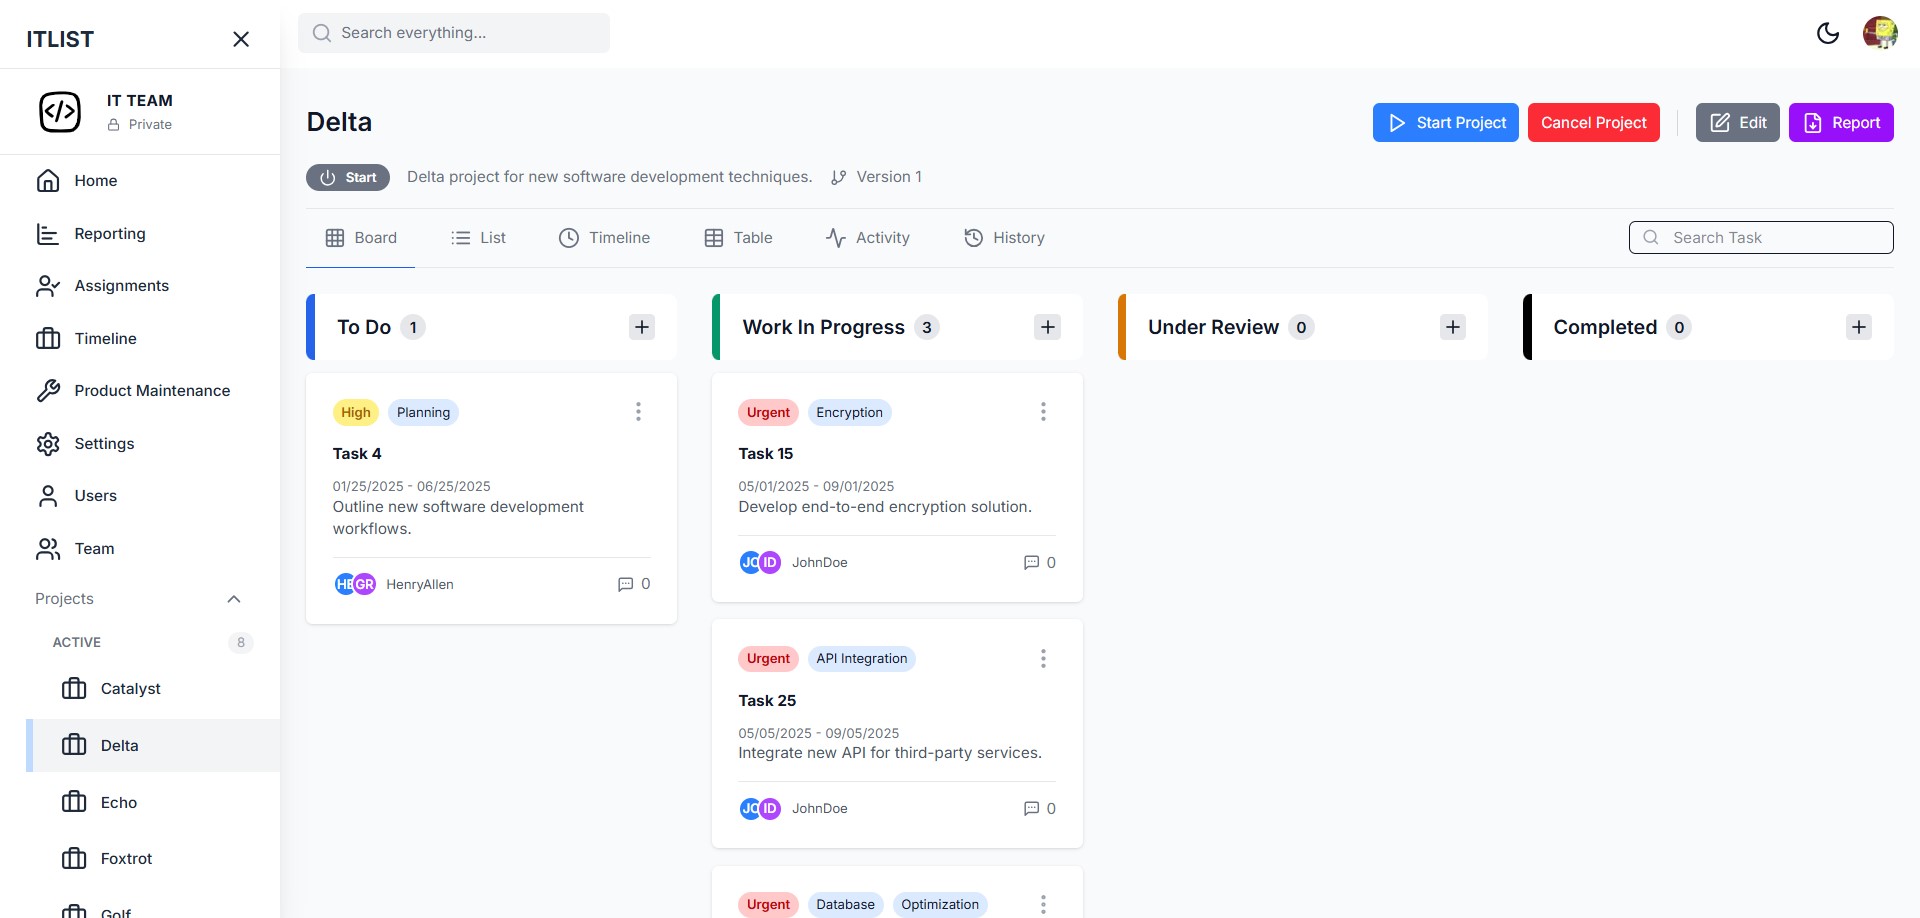 ITLIST
Search everything...
IT TEAM
Private
Home
Reporting
Assignments
Timeline
Product Maintenance
Settings
Users
Team
Projects
ACTIVE 8
Catalyst
Delta
Echo
Foxtrot
Golf
Delta
Start Project
Cancel Project
Edit
Report
Start
Delta project for new software development techniques.
Version 1
Board
List
Timeline
Table
Activity
History
Search Task
To Do 1
High Planning
Task 4
01/25/2025 - 06/25/2025
Outline new software development
workflows.
HE GR HenryAllen 0
Work In Progress 3
Urgent Encryption
Task 15
05/01/2025 - 09/01/2025
Develop end-to-end encryption solution.
JO ID JohnDoe 0
Urgent API Integration
Task 25
05/05/2025 - 09/05/2025
Integrate new API for third-party services.
JO ID JohnDoe 0
Urgent Database Optimization
Under Review 0
Completed 0